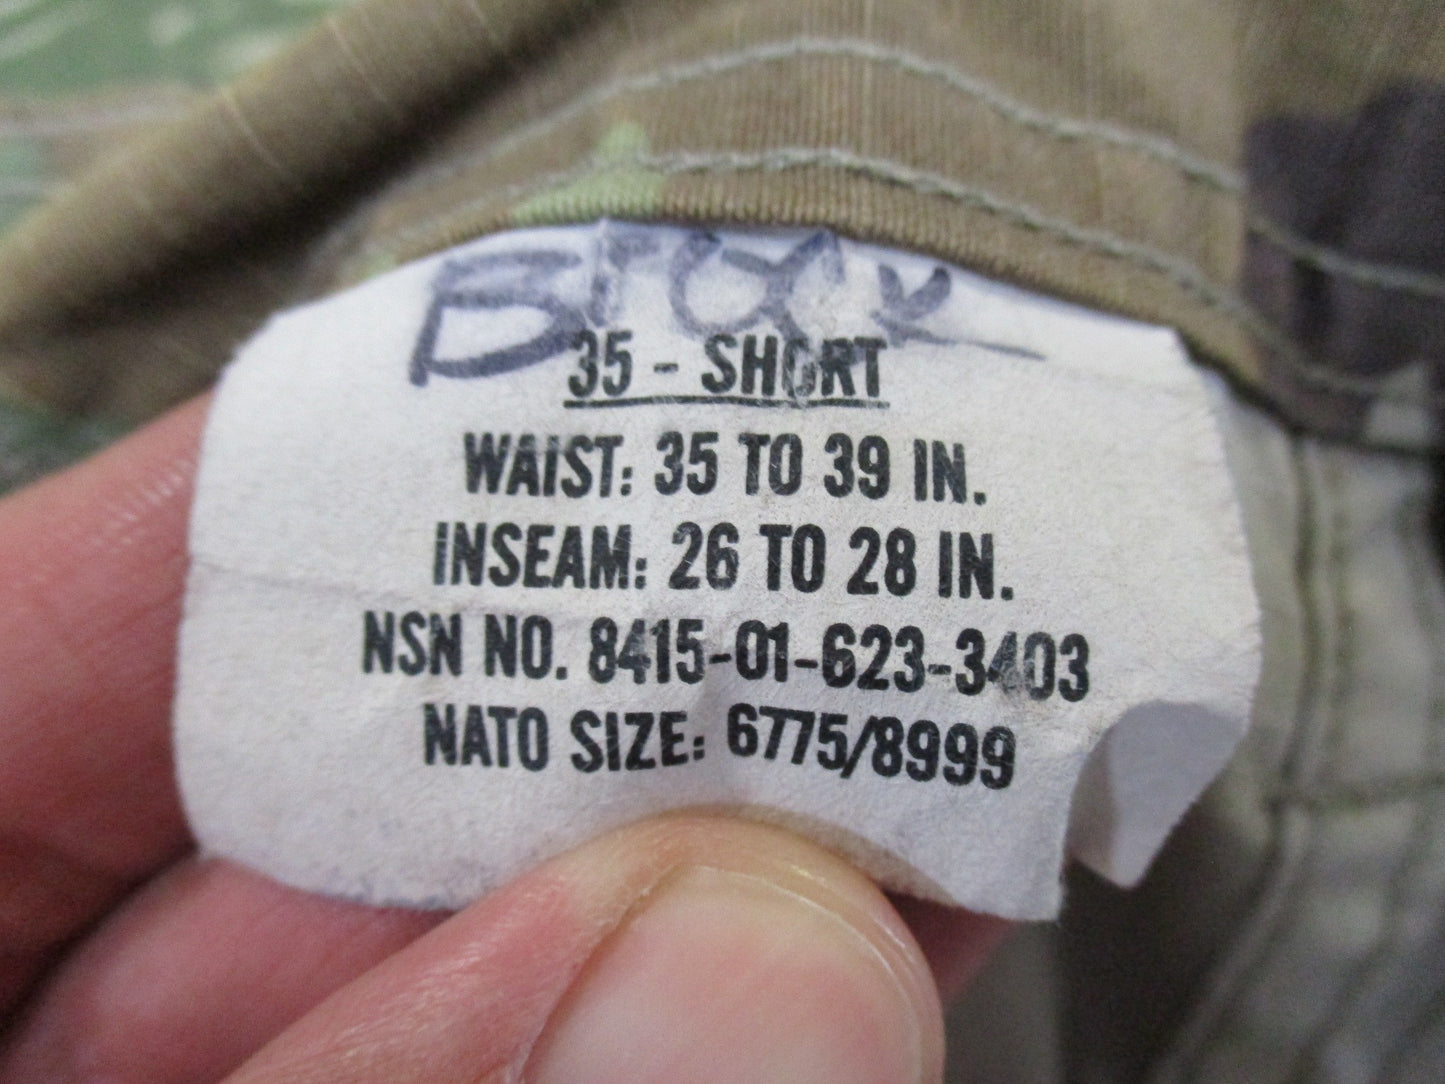 Brock
35 - SHORT
WAIST: 35 TO 39 IN.
INSEAM: 26 TO 28 IN.
NSN NO. 8415-01-623-3403
NATO SIZE: 6775/8999